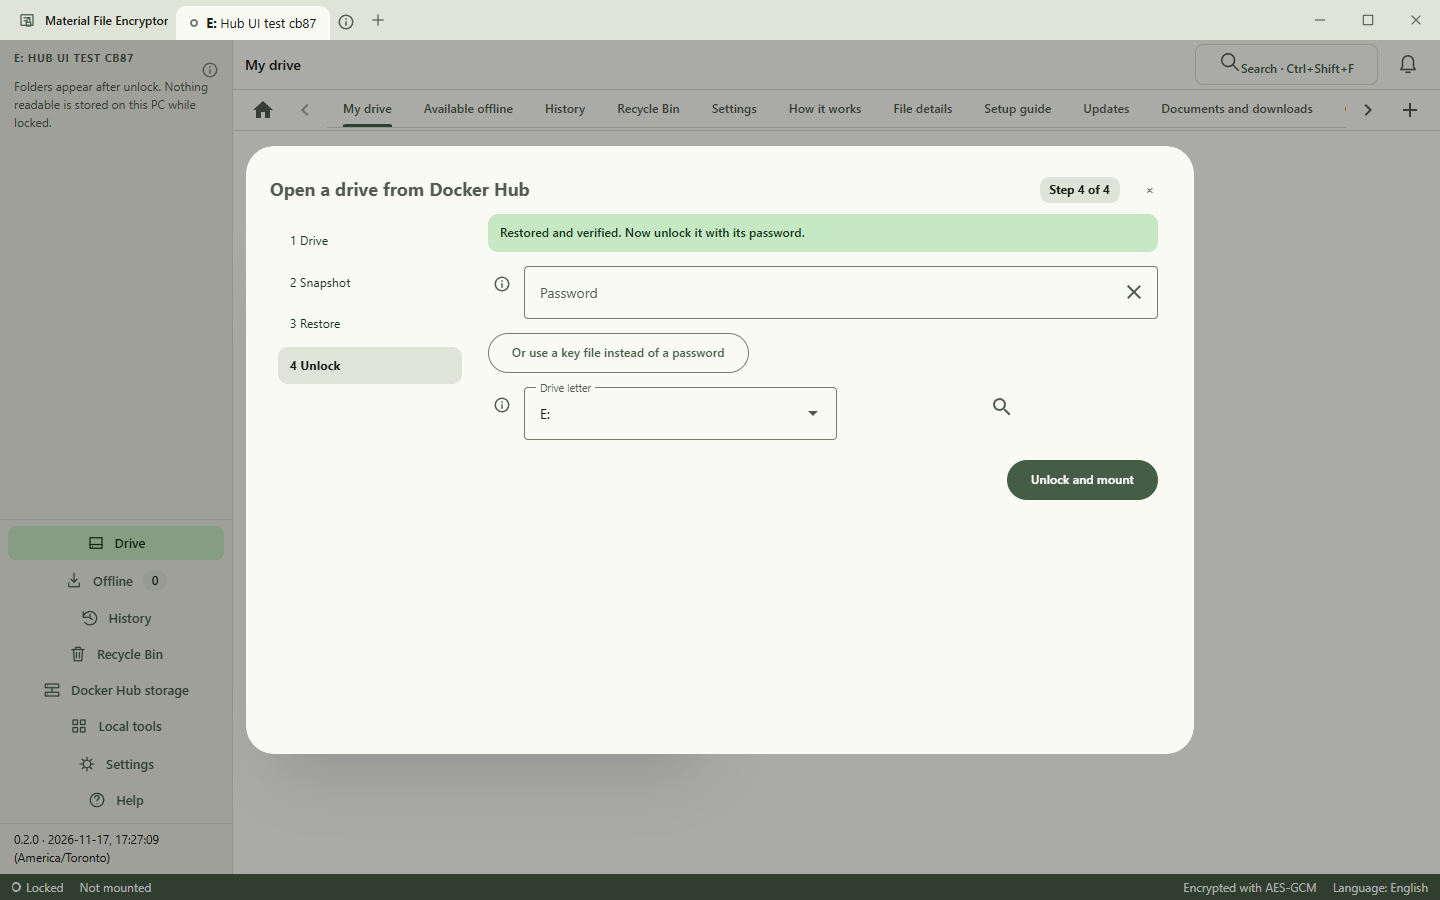 Material File Encryptor
E: Hub UI test cb87
E: HUB UI TEST CB87
Folders appear after unlock. Nothing
readable is stored on this PC while
locked.
My drive
Search · Ctrl+Shift+F
My drive
Available offline
History
Recycle Bin
Settings
How it works
File details
Setup guide
Updates
Documents and downloads
Open a drive from Docker Hub
Step 4 of 4
1 Drive
2 Snapshot
3 Restore
4 Unlock
Restored and verified. Now unlock it with its password.
Password
Or use a key file instead of a password
Drive letter
E:
Unlock and mount
Drive
Offline 0
History
Recycle Bin
Docker Hub storage
Local tools
Settings
Help
0.2.0 · 2026-11-17, 17:27:09
(America/Toronto)
Locked
Not mounted
Encrypted with AES-GCM
Language: English